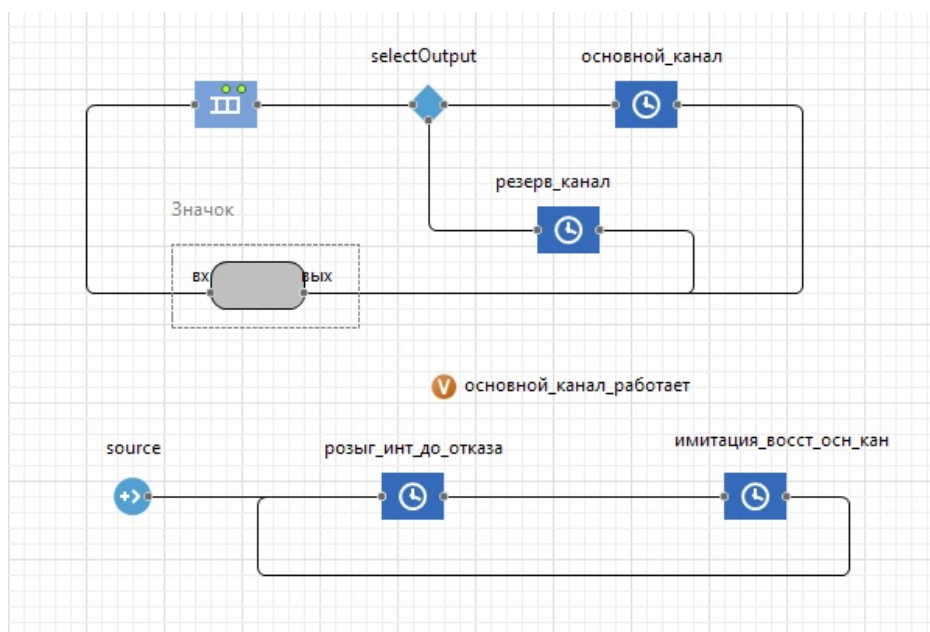 selectOutput
основной_канал
резерв_канал
Значок
вх
вых
V основной_канал_работает
source
розыг_инт_до_отказа
имитация_восст_осн_кан